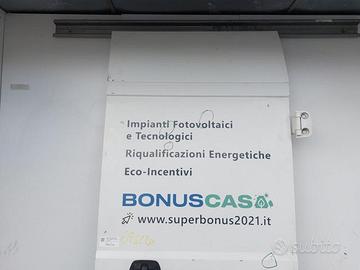 Impianti Fotovoltaici
e Tecnologici
Riqualificazioni Energetiche
Eco-Incentivi
BONUSCASA
www.superbonus2021.it
subito